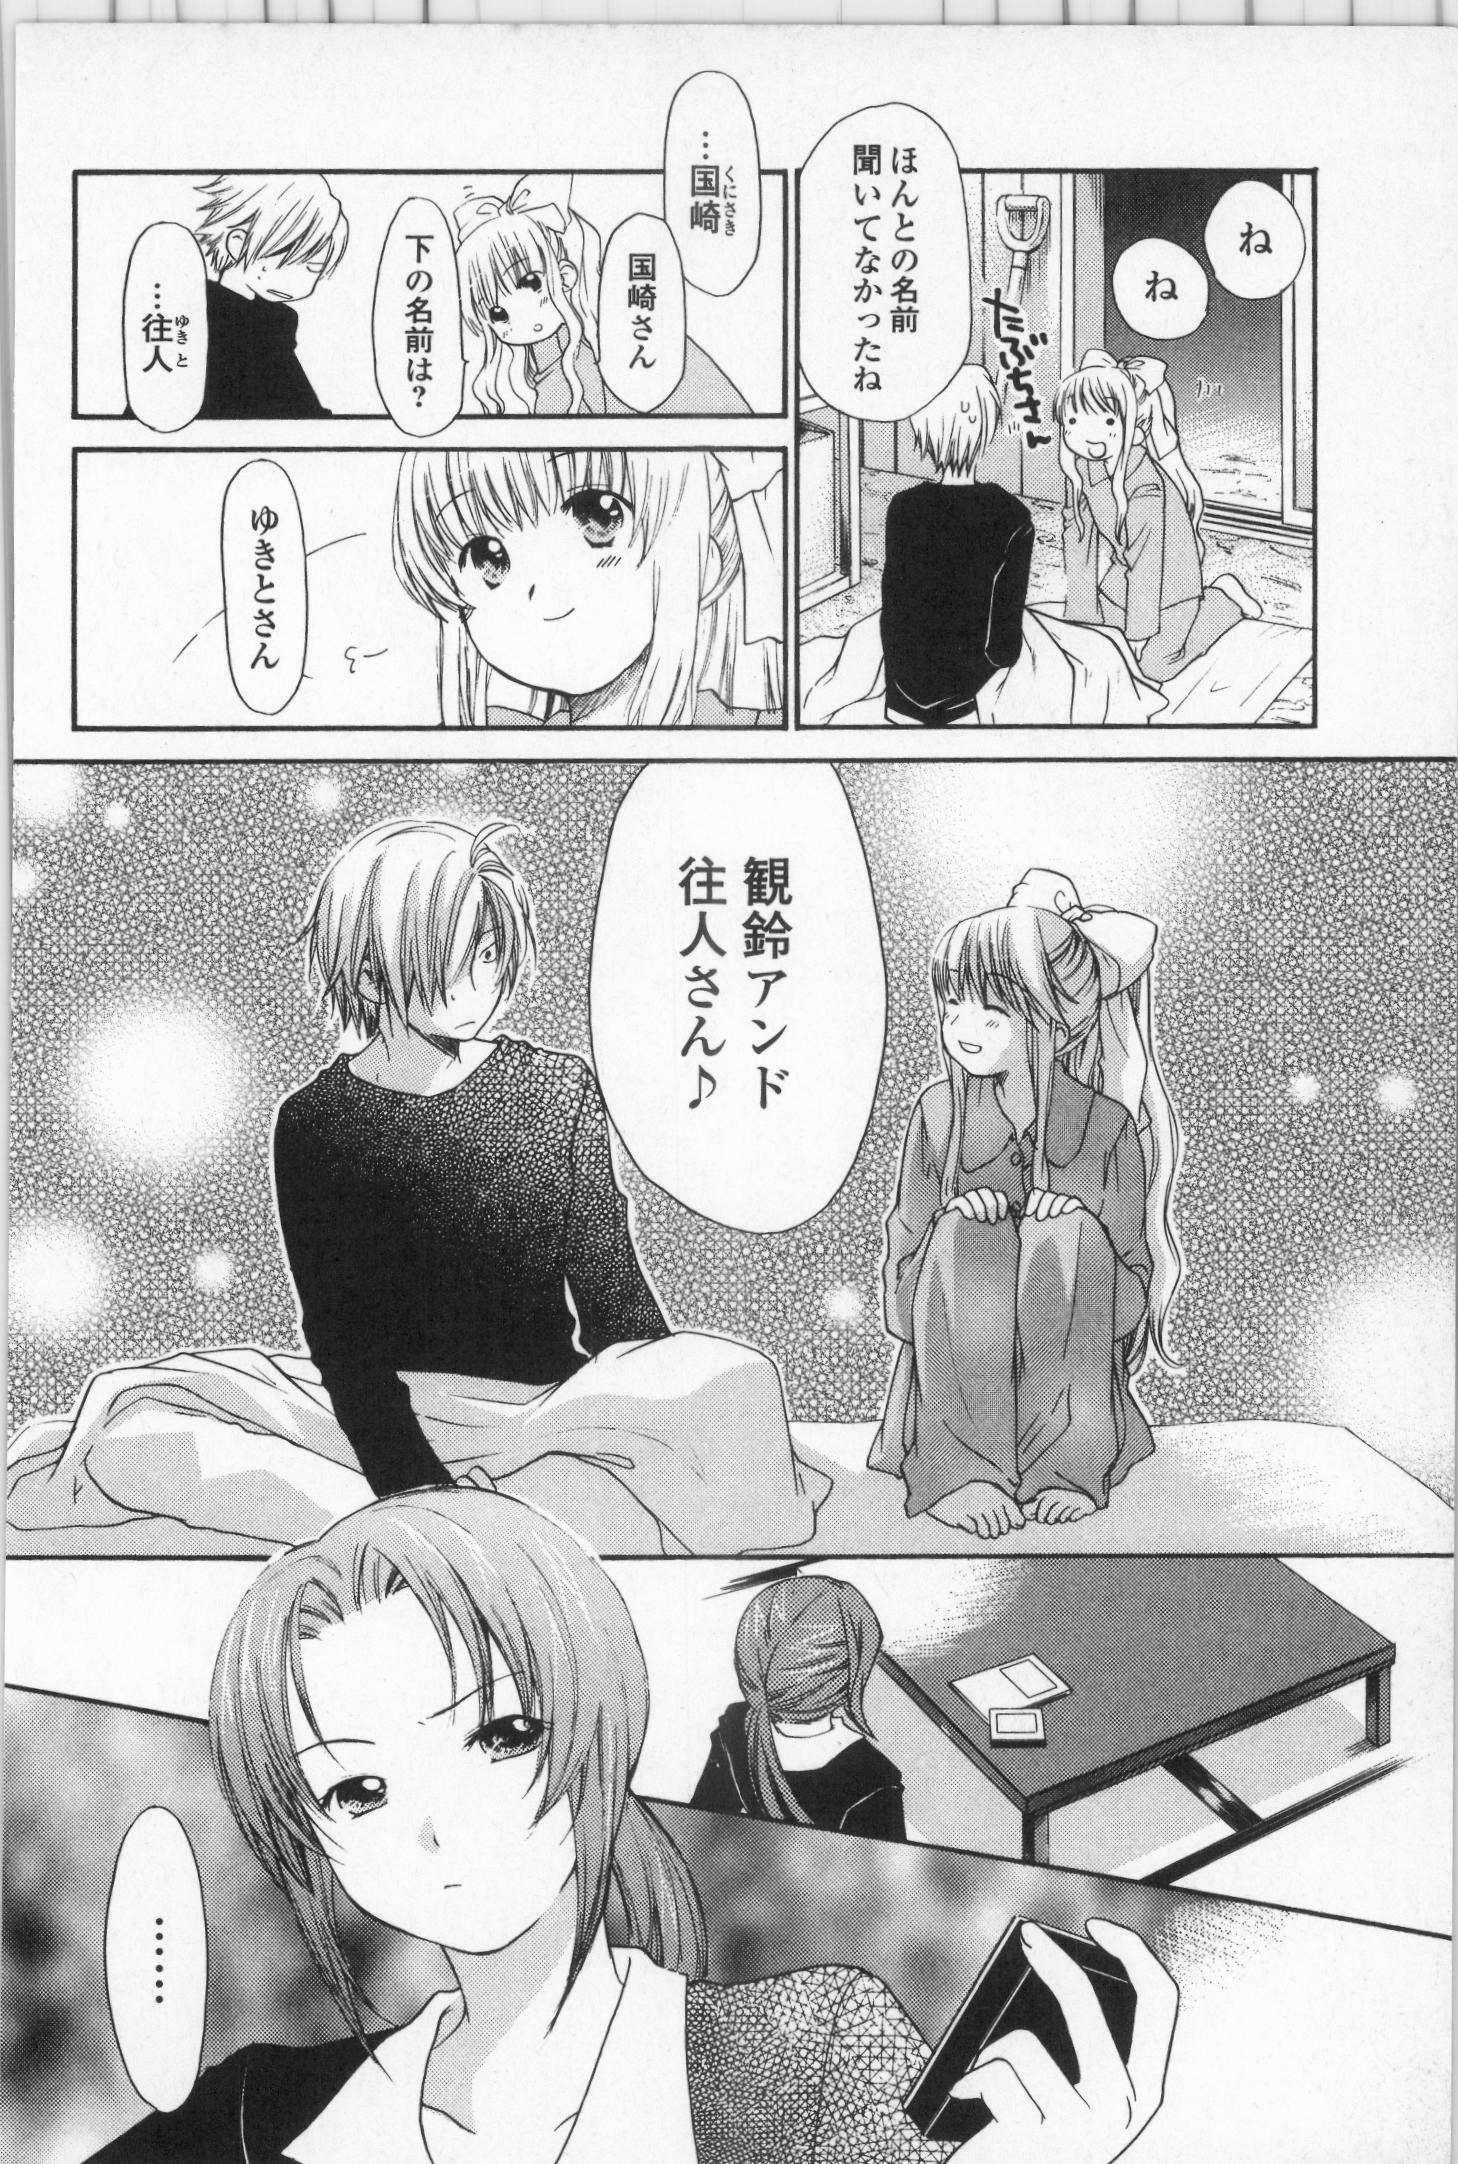 ね
ね
ほんとの名前
聞いてなかったね
たぶちさん
…国崎
くにさき
国崎さん
下の名前は?
…往人
ゆきと
ゆきとさん
観鈴アンド
往人さん♪
……